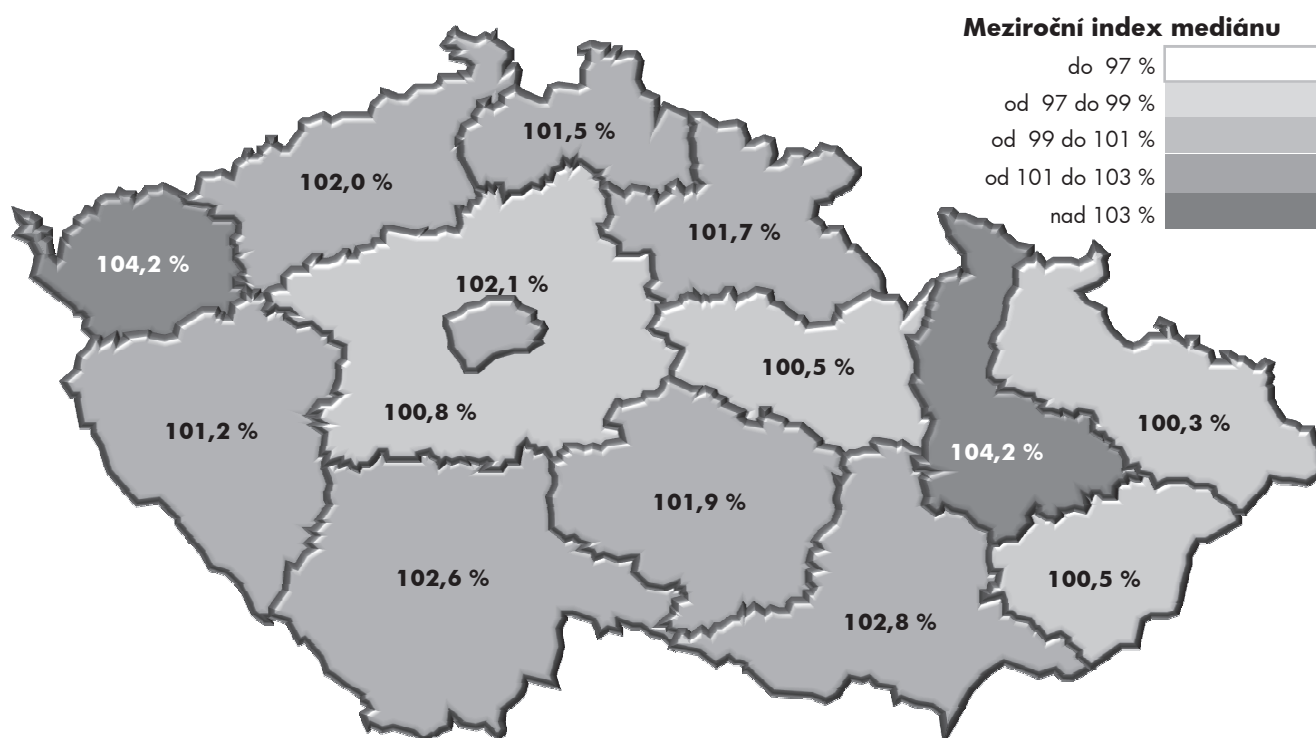 Meziroční index mediánu
do 97 %
od 97 do 99 %
od 99 do 101 %
od 101 do 103 %
nad 103 %
101,5 %
102,0 %
101,7 %
104,2 %
102,1 %
100,5 %
100,8 %
101,2 %
100,3 %
104,2 %
101,9 %
102,6 %
100,5 %
102,8 %